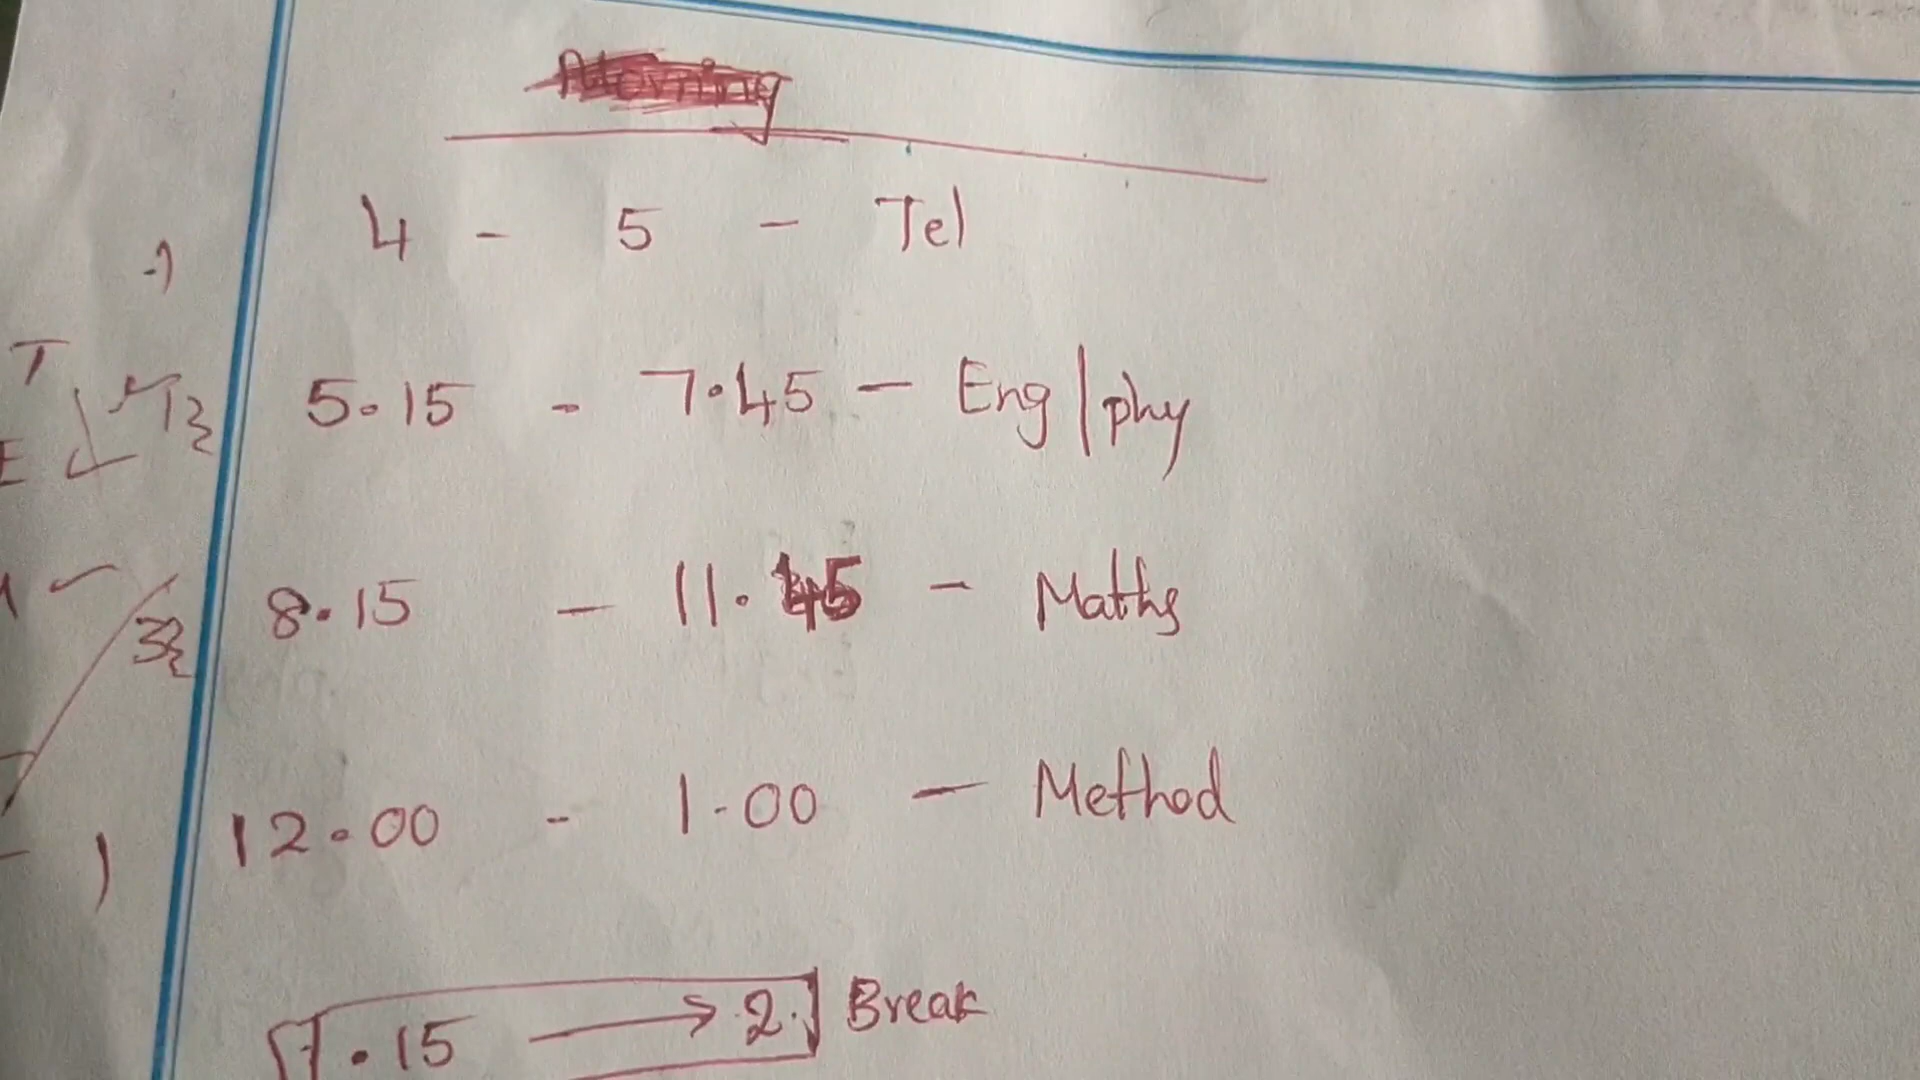 Morning
4 - 5 - Tel
5.15 - 7.45 - Eng | phy
8.15 - 11.45 - Maths
12.00 - 1.00 - Method
1.15 → 2. Break